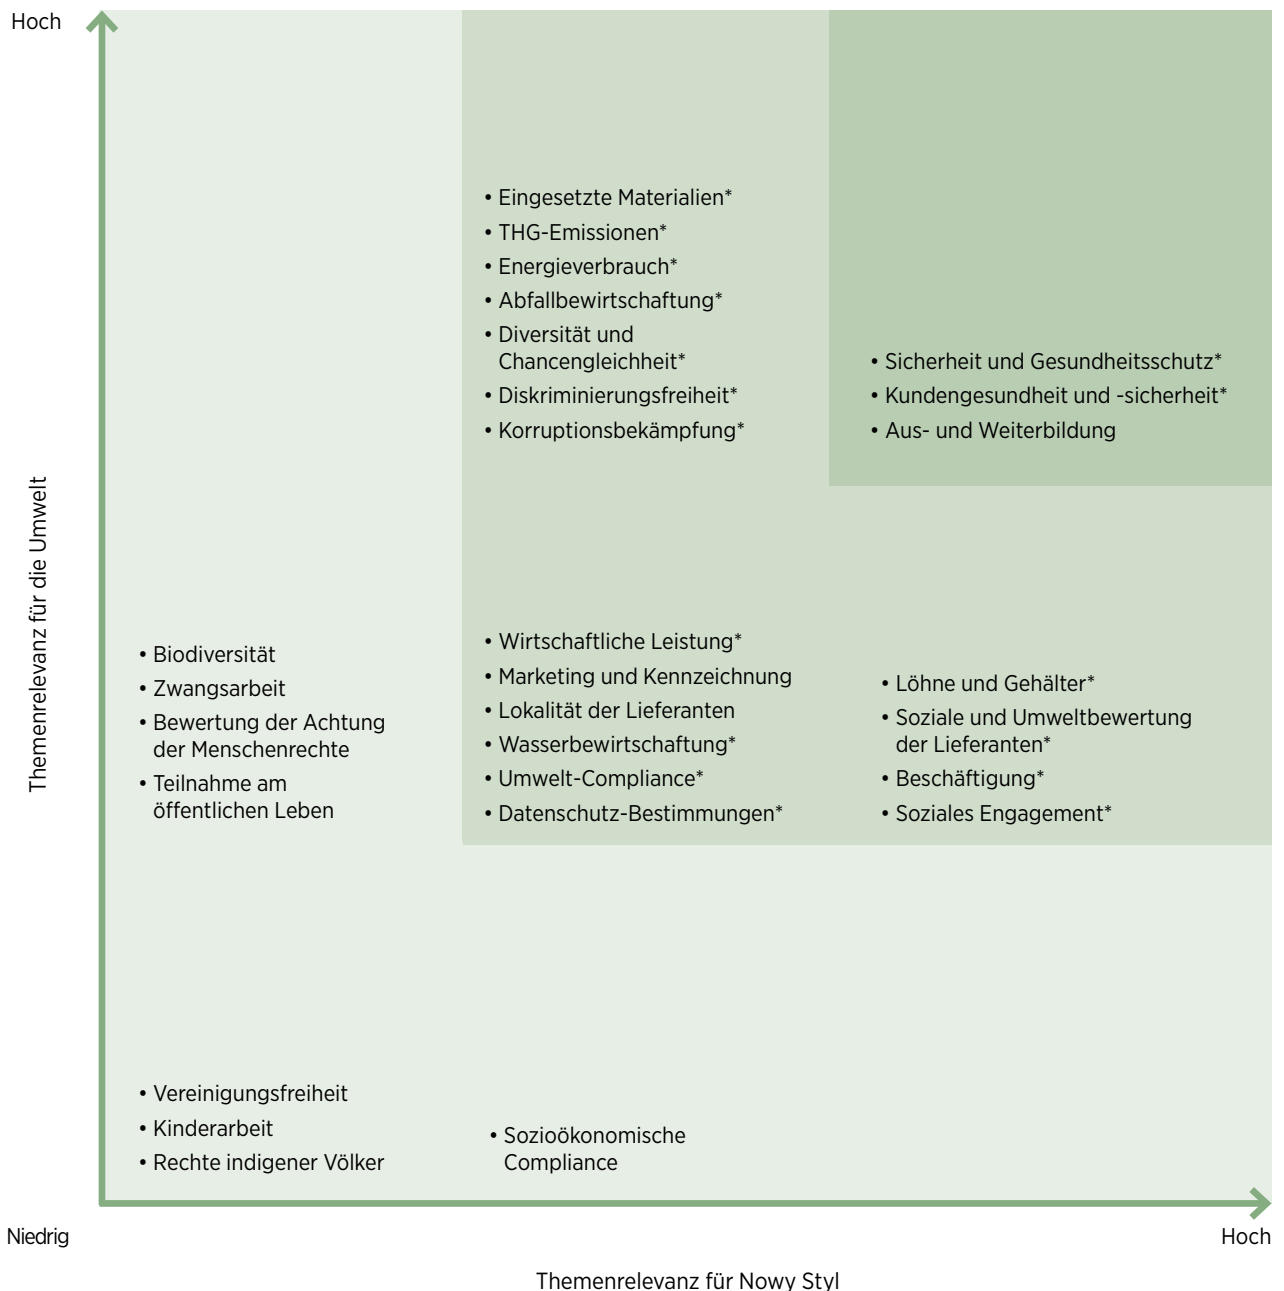 Hoch
Themenrelevanz für die Umwelt
• Eingesetzte Materialien*
• THG-Emissionen*
• Energieverbrauch*
• Abfallbewirtschaftung*
• Diversität und
Chancengleichheit*
• Diskriminierungsfreiheit*
• Korruptionsbekämpfung*
• Sicherheit und Gesundheitsschutz*
• Kundengesundheit und -sicherheit*
• Aus- und Weiterbildung
• Biodiversität
• Zwangsarbeit
• Bewertung der Achtung
der Menschenrechte
• Teilnahme am
öffentlichen Leben
• Wirtschaftliche Leistung*
• Marketing und Kennzeichnung
• Lokalität der Lieferanten
• Wasserbewirtschaftung*
• Umwelt-Compliance*
• Datenschutz-Bestimmungen*
• Löhne und Gehälter*
• Soziale und Umweltbewertung
der Lieferanten*
• Beschäftigung*
• Soziales Engagement*
• Vereinigungsfreiheit
• Kinderarbeit
• Rechte indigener Völker
• Sozioökonomische
Compliance
Niedrig
Hoch
Themenrelevanz für Nowy Styl